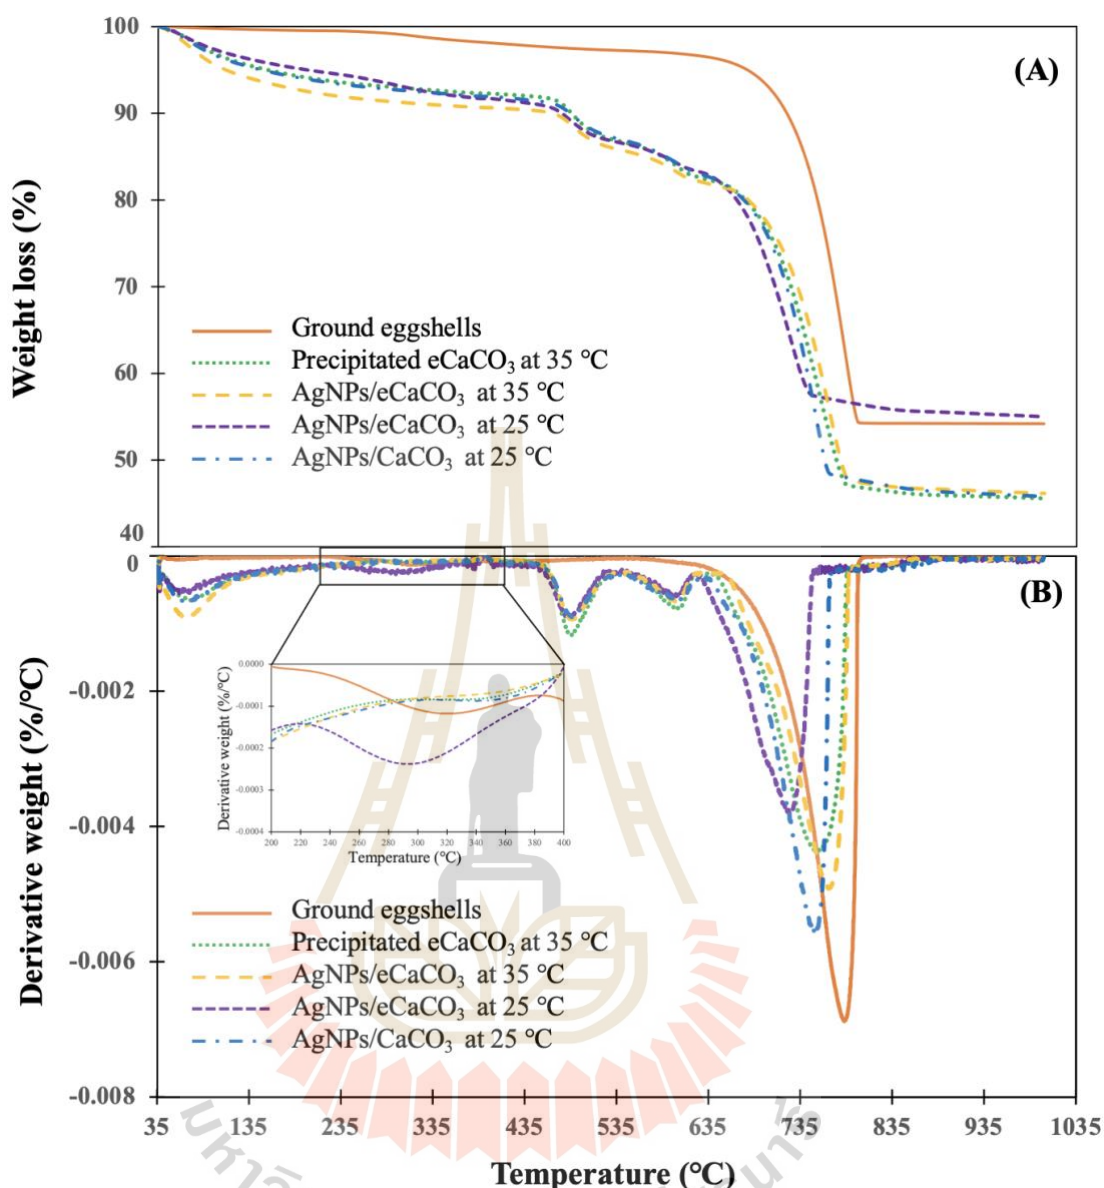 100
(A)
90
80
70
60
50
40
Weight loss (%)
Ground eggshells
Precipitated eCaCO₃ at 35 °C
AgNPs/eCaCO₃ at 35 °C
AgNPs/eCaCO₃ at 25 °C
AgNPs/CaCO₃ at 25 °C
0
(B)
-0.002
-0.004
-0.006
-0.008
Derivative weight (%/°C)
0.0000
-0.0001
-0.0002
-0.0003
-0.0004
Derivative weight (%/°C)
200 220 240 260 280 300 320 340 360 380 400
Temperature (°C)
Ground eggshells
Precipitated eCaCO₃ at 35 °C
AgNPs/eCaCO₃ at 35 °C
AgNPs/eCaCO₃ at 25 °C
AgNPs/CaCO₃ at 25 °C
35 135 235 335 435 535 635 735 835 935 1035
Temperature (°C)